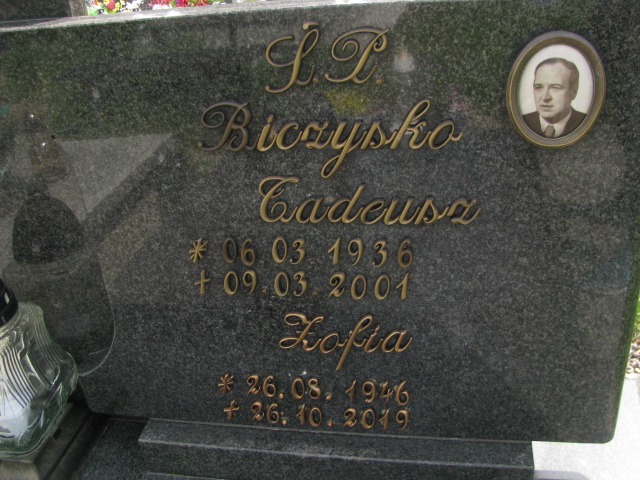 Ś.P.
Biczysko
Tadeusz
* 06.03.1936
† 09.03.2001
Zofia
* 26.08.1946
† 26.10.2019